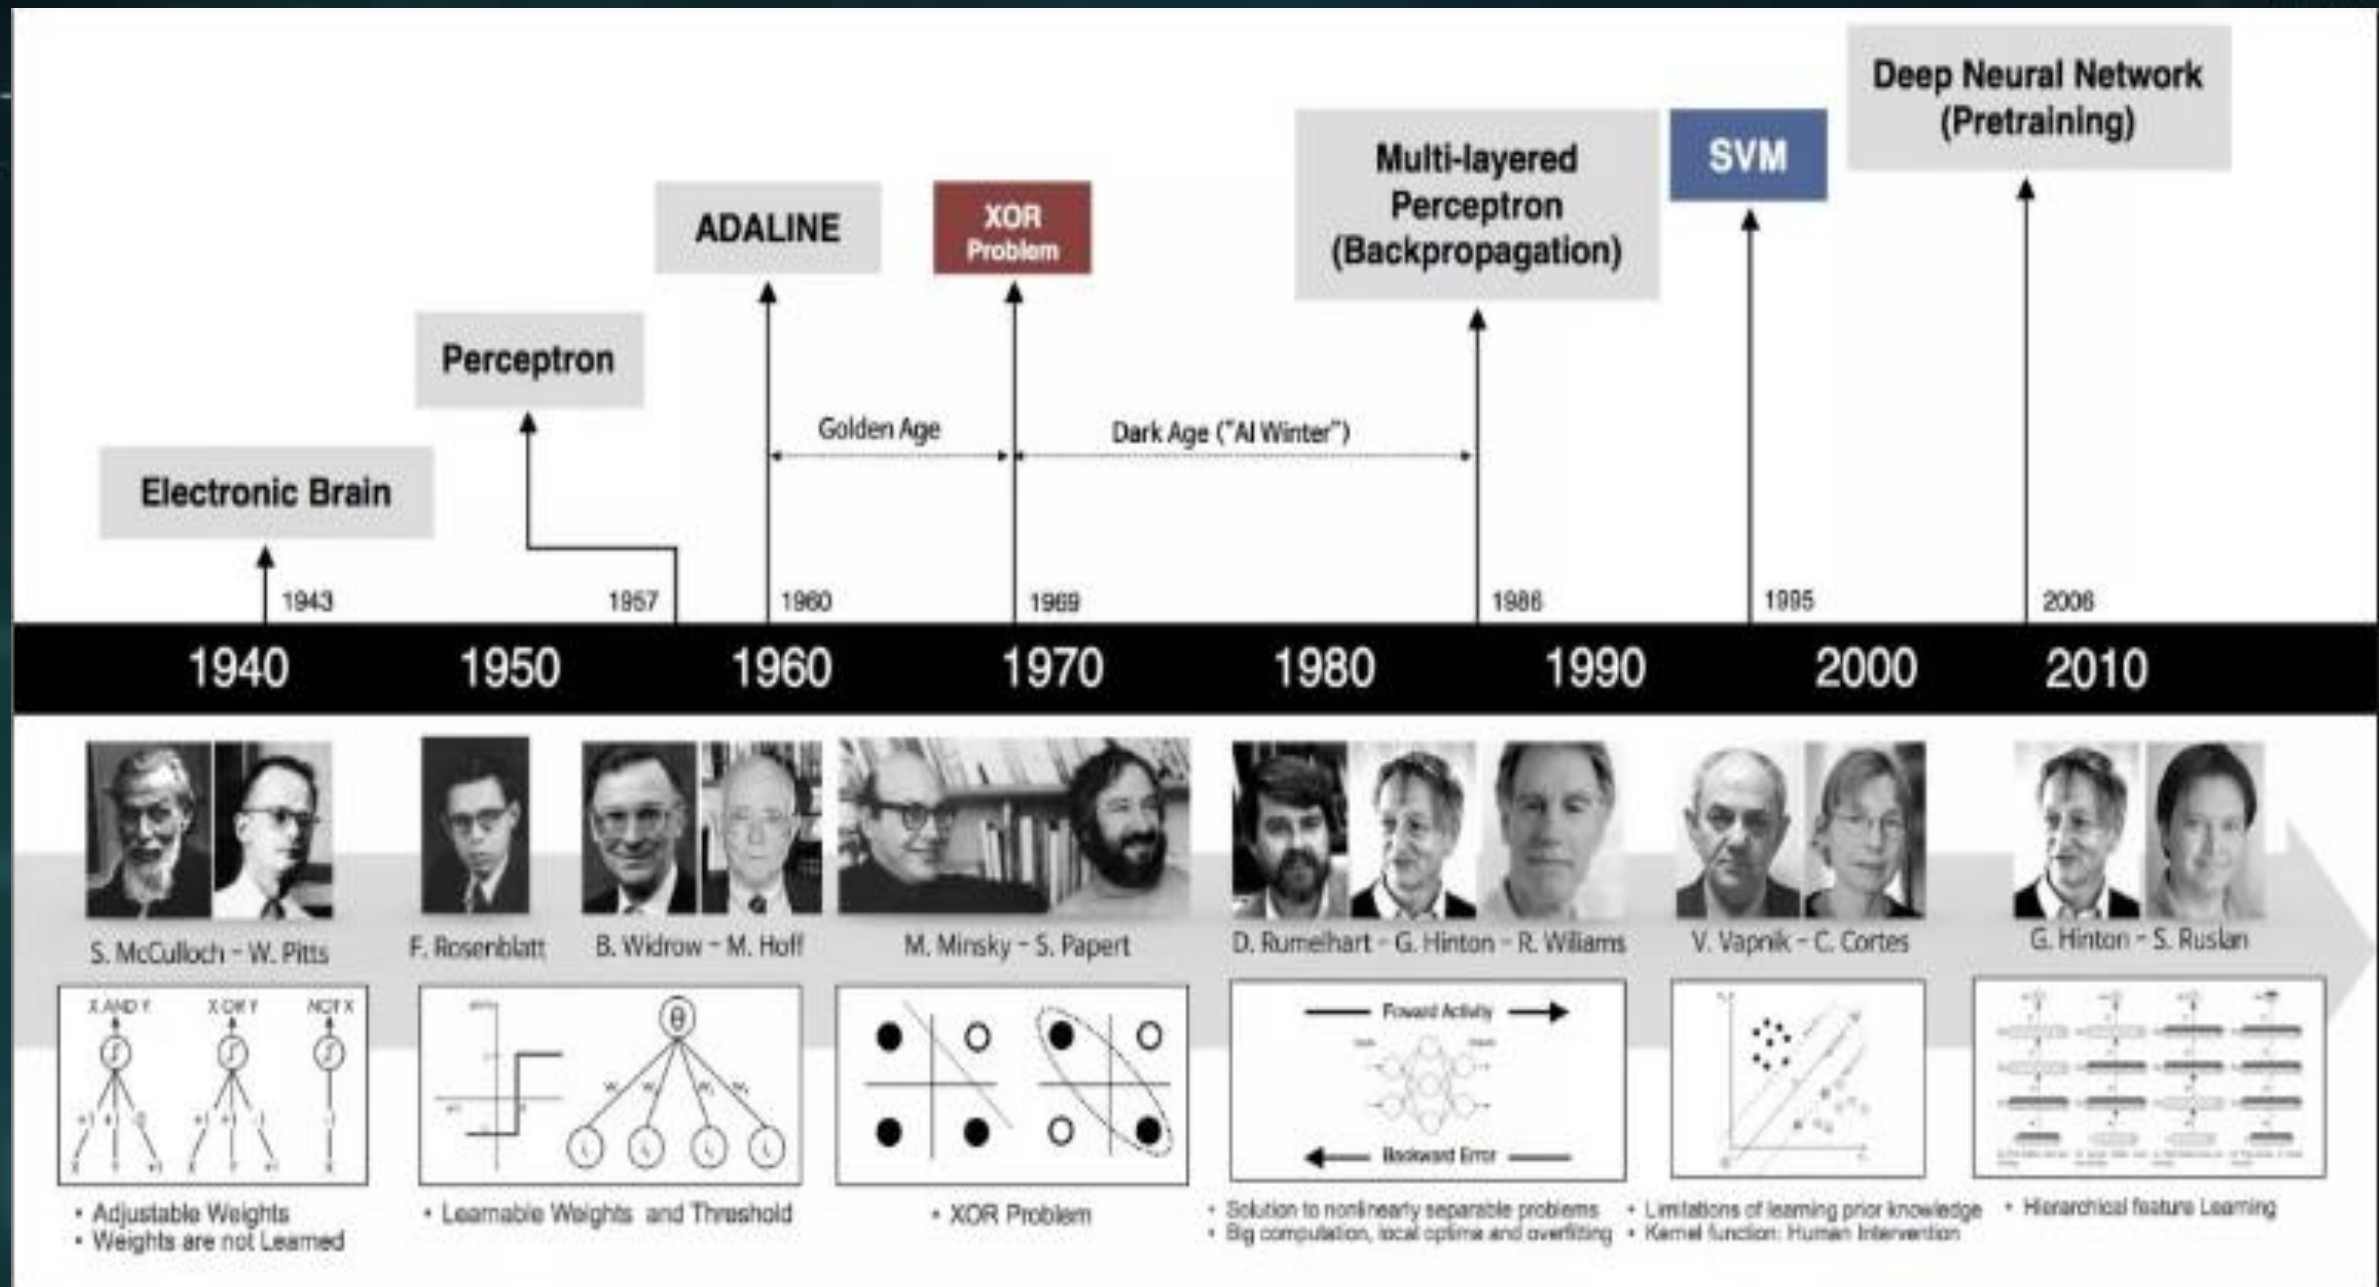 Deep Neural Network
(Pretraining)
Multi-layered
Perceptron
(Backpropagation)
SVM
ADALINE
XOR
Problem
Perceptron
Golden Age
Dark Age ("AI Winter")
Electronic Brain
1943
1957
1960
1969
1986
1995
2006
1940
1950
1960
1970
1980
1990
2000
2010
S. McCulloch – W. Pitts
F. Rosenblatt
B. Widrow – M. Hoff
M. Minsky – S. Papert
D. Rumelhart – G. Hinton – R. Wiliams
V. Vapnik – C. Cortes
G. Hinton – S. Ruslan
X AND Y
X OR Y
NOT X
θ
Foward Activity
Backward Error
• Adjustable Weights
• Weights are not Learned
• Learnable Weights and Threshold
• XOR Problem
• Solution to nonlinearly separable problems
• Big computation, local optima and overfitting
• Limitations of learning prior knowledge
• Kernel function: Human Intervention
• Hierarchical feature Learning